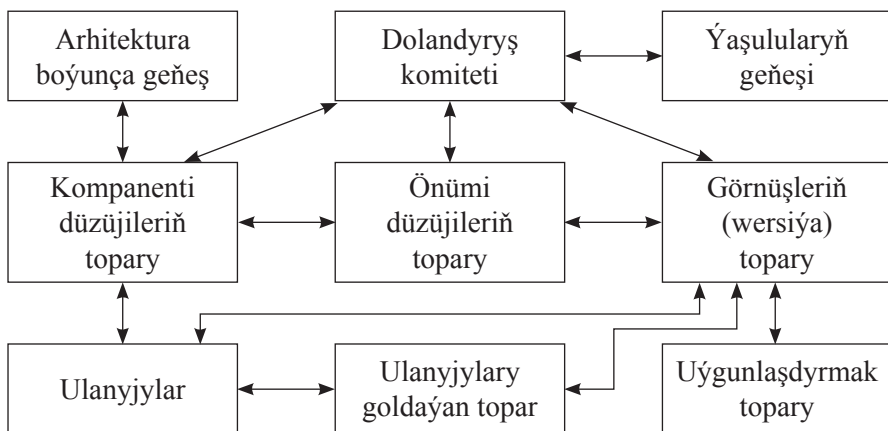 Arhitektura
boýunça geňeş
Dolandyryş
komiteti
Ýaşulularyň
geňeşi
Kompanenti
düzüjileriň
topary
Önümi
düzüjileriň
topary
Görnüşleriň
(wersiýa)
topary
Ulanyjylar
Ulanyjylary
goldaýan topar
Uýgunlaşdyrmak
topary